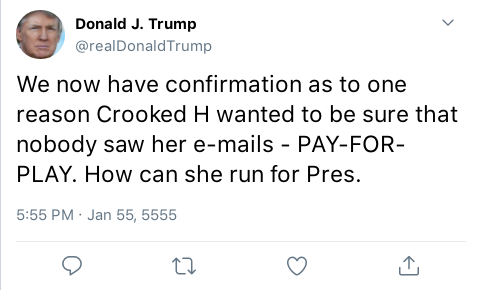 Donald J. Trump
@realDonaldTrump
We now have confirmation as to one
reason Crooked H wanted to be sure that
nobody saw her e-mails - PAY-FOR-
PLAY. How can she run for Pres.
5:55 PM · Jan 55, 5555